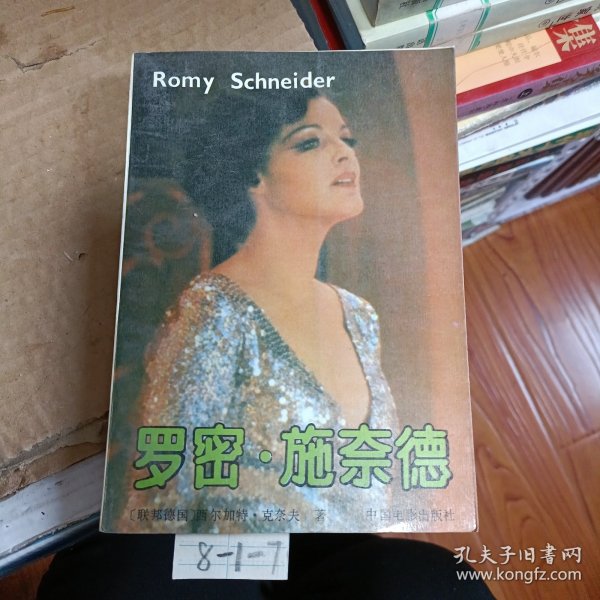 Romy Schneider
罗密·施奈德
〔联邦德国〕西尔加特·克奈夫 著 中国电影出版社
8-1-7
孔夫子旧书网
www.kongfz.com
集